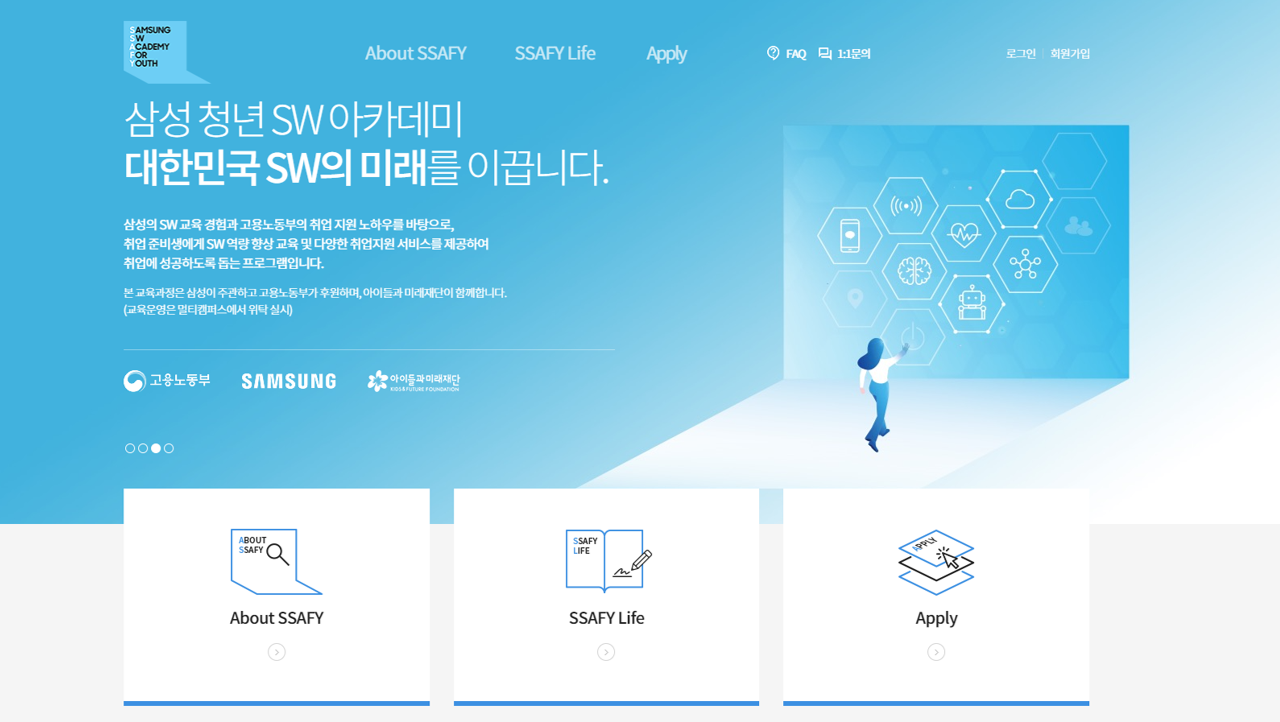 SAMSUNG
SW
ACADEMY
FOR
YOUTH
About SSAFY
SSAFY Life
Apply
FAQ
1:1문의
로그인
회원가입
삼성 청년 SW 아카데미
대한민국 SW의 미래를 이끕니다.
삼성의 SW 교육 경험과 고용노동부의 취업 지원 노하우를 바탕으로,
취업 준비생에게 SW 역량 향상 교육 및 다양한 취업지원 서비스를 제공하여
취업에 성공하도록 돕는 프로그램입니다.
본 교육과정은 삼성이 주관하고 고용노동부가 후원하며, 아이들과 미래재단이 함께합니다.
(교육운영은 멀티캠퍼스에서 위탁 실시)
고용노동부
SAMSUNG
아이들과미래재단
KIDS&FUTURE FOUNDATION
ABOUT
SSAFY
About SSAFY
SSAFY
LIFE
SSAFY Life
APPLY
Apply